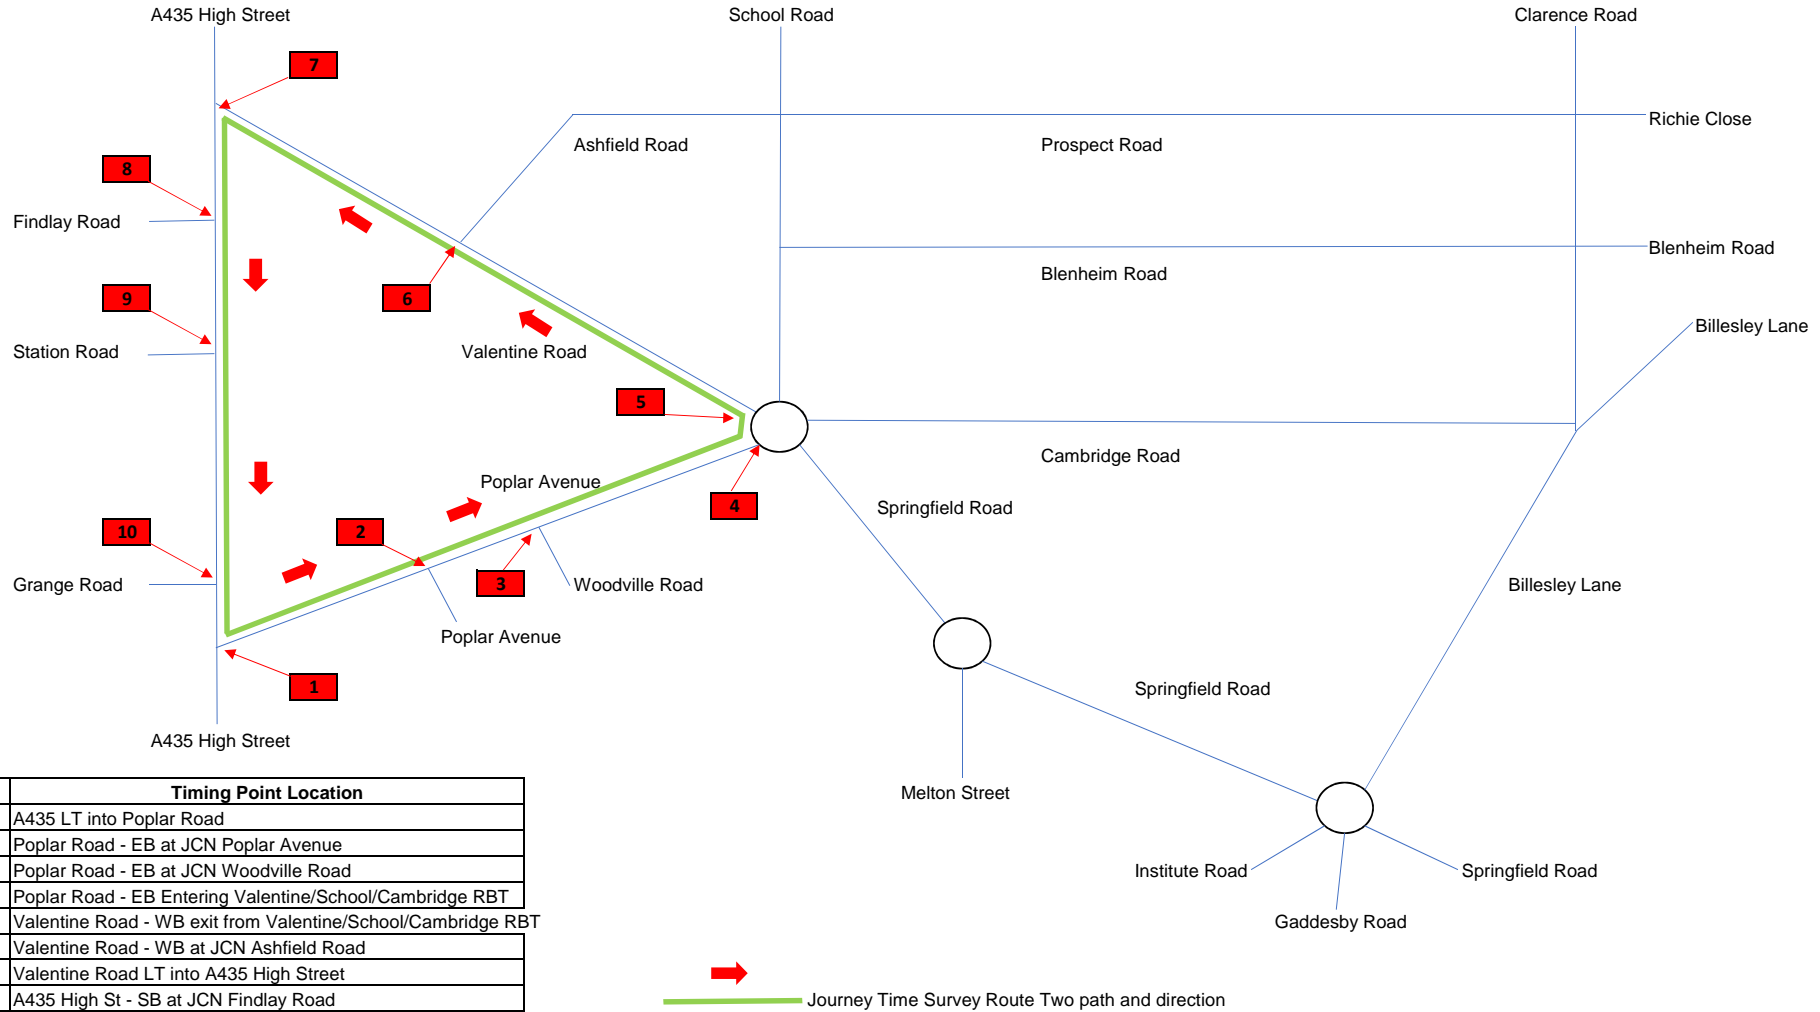 A435 High Street
School Road
Clarence Road
7
Richie Close
Ashfield Road
Prospect Road
8
Findlay Road
Blenheim Road
Blenheim Road
9
6
Billesley Lane
Station Road
Valentine Road
5
Cambridge Road
Poplar Avenue
4
Springfield Road
10
2
3
Grange Road
Woodville Road
Billesley Lane
Poplar Avenue
1
Springfield Road
A435 High Street
Melton Street
Institute Road
Springfield Road
Gaddesby Road
Timing Point Location
A435 LT into Poplar Road
Poplar Road - EB at JCN Poplar Avenue
Poplar Road - EB at JCN Woodville Road
Poplar Road - EB Entering Valentine/School/Cambridge RBT
Valentine Road - WB exit from Valentine/School/Cambridge RBT
Valentine Road - WB at JCN Ashfield Road
Valentine Road LT into A435 High Street
A435 High St - SB at JCN Findlay Road
Journey Time Survey Route Two path and direction